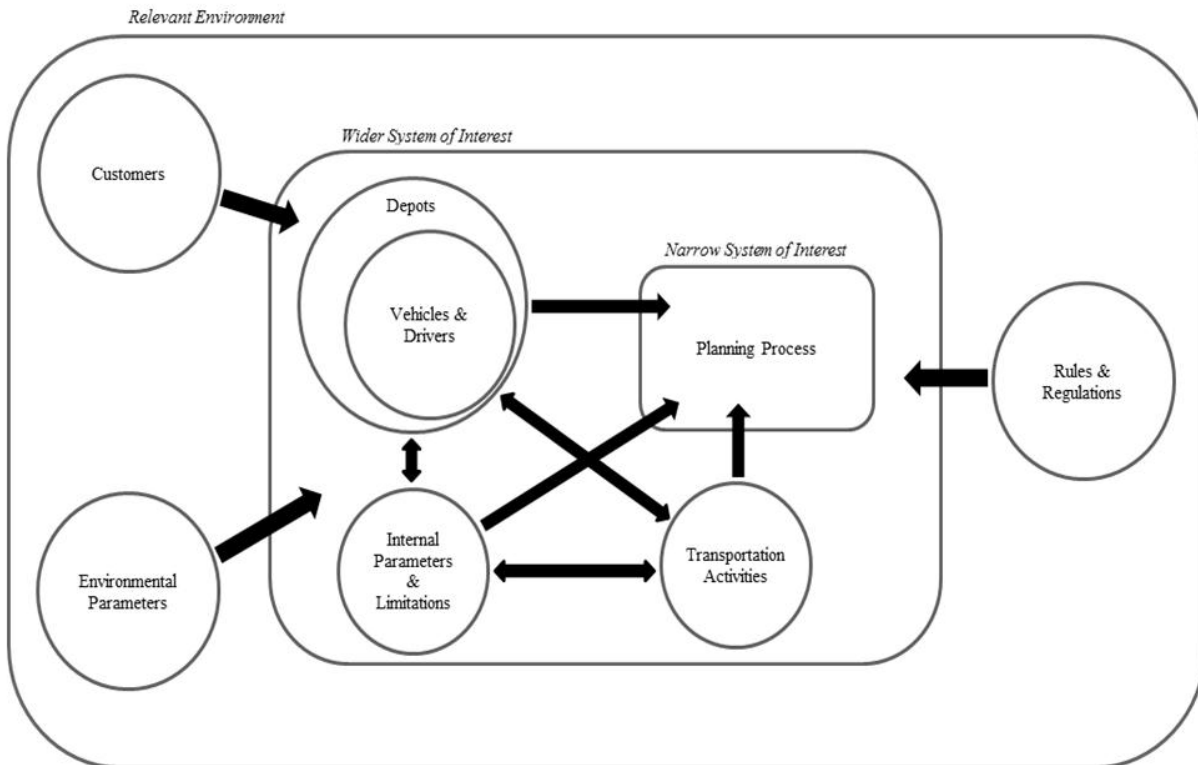 Relevant Environment
Wider System of Interest
Customers
Depots
Narrow System of Interest
Vehicles &
Drivers
Planning Process
Rules &
Regulations
Internal
Parameters
&
Limitations
Transportation
Activities
Environmental
Parameters